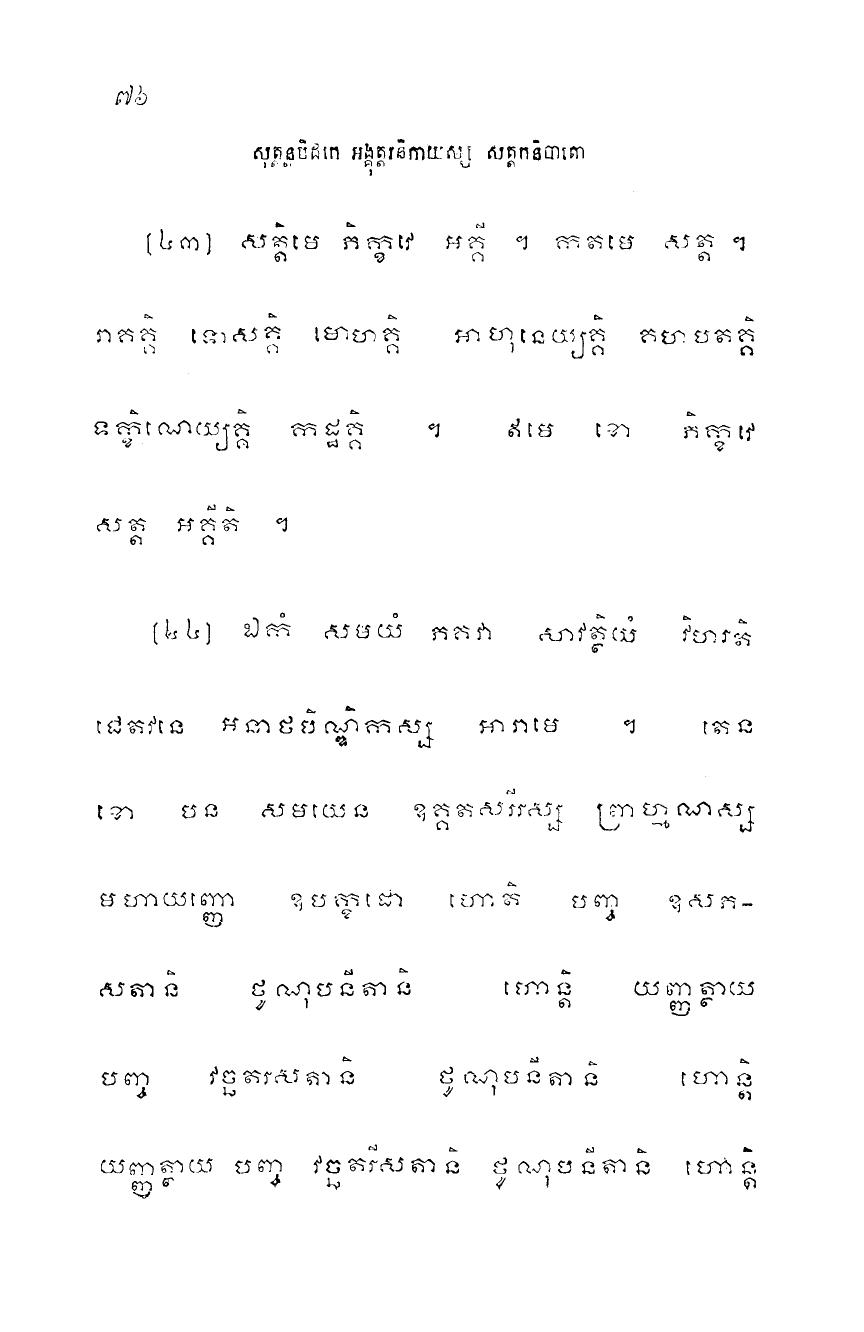 ៧៦
សុត្តន្តបិដកេ អង្គុត្តរនិកាយស្ស សត្តកនិបាតោ
[៤៣] សត្តិមេ ភិក្ខវេ អគ្គី ។ កតមេ សត្ត ។
រាគគ្គិ ទោសគ្គិ មោហគ្គិ អាហុនេយ្យគ្គិ គហបតគ្គិ
ទក្ខិណេយ្យគ្គិ កដ្ឋគ្គិ ។ ឥមេ ខោ ភិក្ខវេ
សត្ត អគ្គីតិ ។
[៤៤] ឯកំ សមយំ ភគវា សាវត្ថិយំ វិហរតិ
ជេតវនេ អនាថបិណ្ឌិកស្ស អារាមេ ។ តេន
ខោ បន សមយេន ឧគ្គតសរីរស្ស ព្រាហ្មណស្ស
មហាយញ្ញោ ឧបក្ខដោ ហោតិ បញ្ច ឧសភ-
សតានិ ថូណុបនីតានិ ហោន្តិ យញ្ញត្ថាយ
បញ្ច វច្ឆតរសតានិ ថូណុបនីតានិ ហោន្តិ
យញ្ញត្ថាយ បញ្ច វច្ឆតរីសតានិ ថូណុបនីតានិ ហោន្តិ